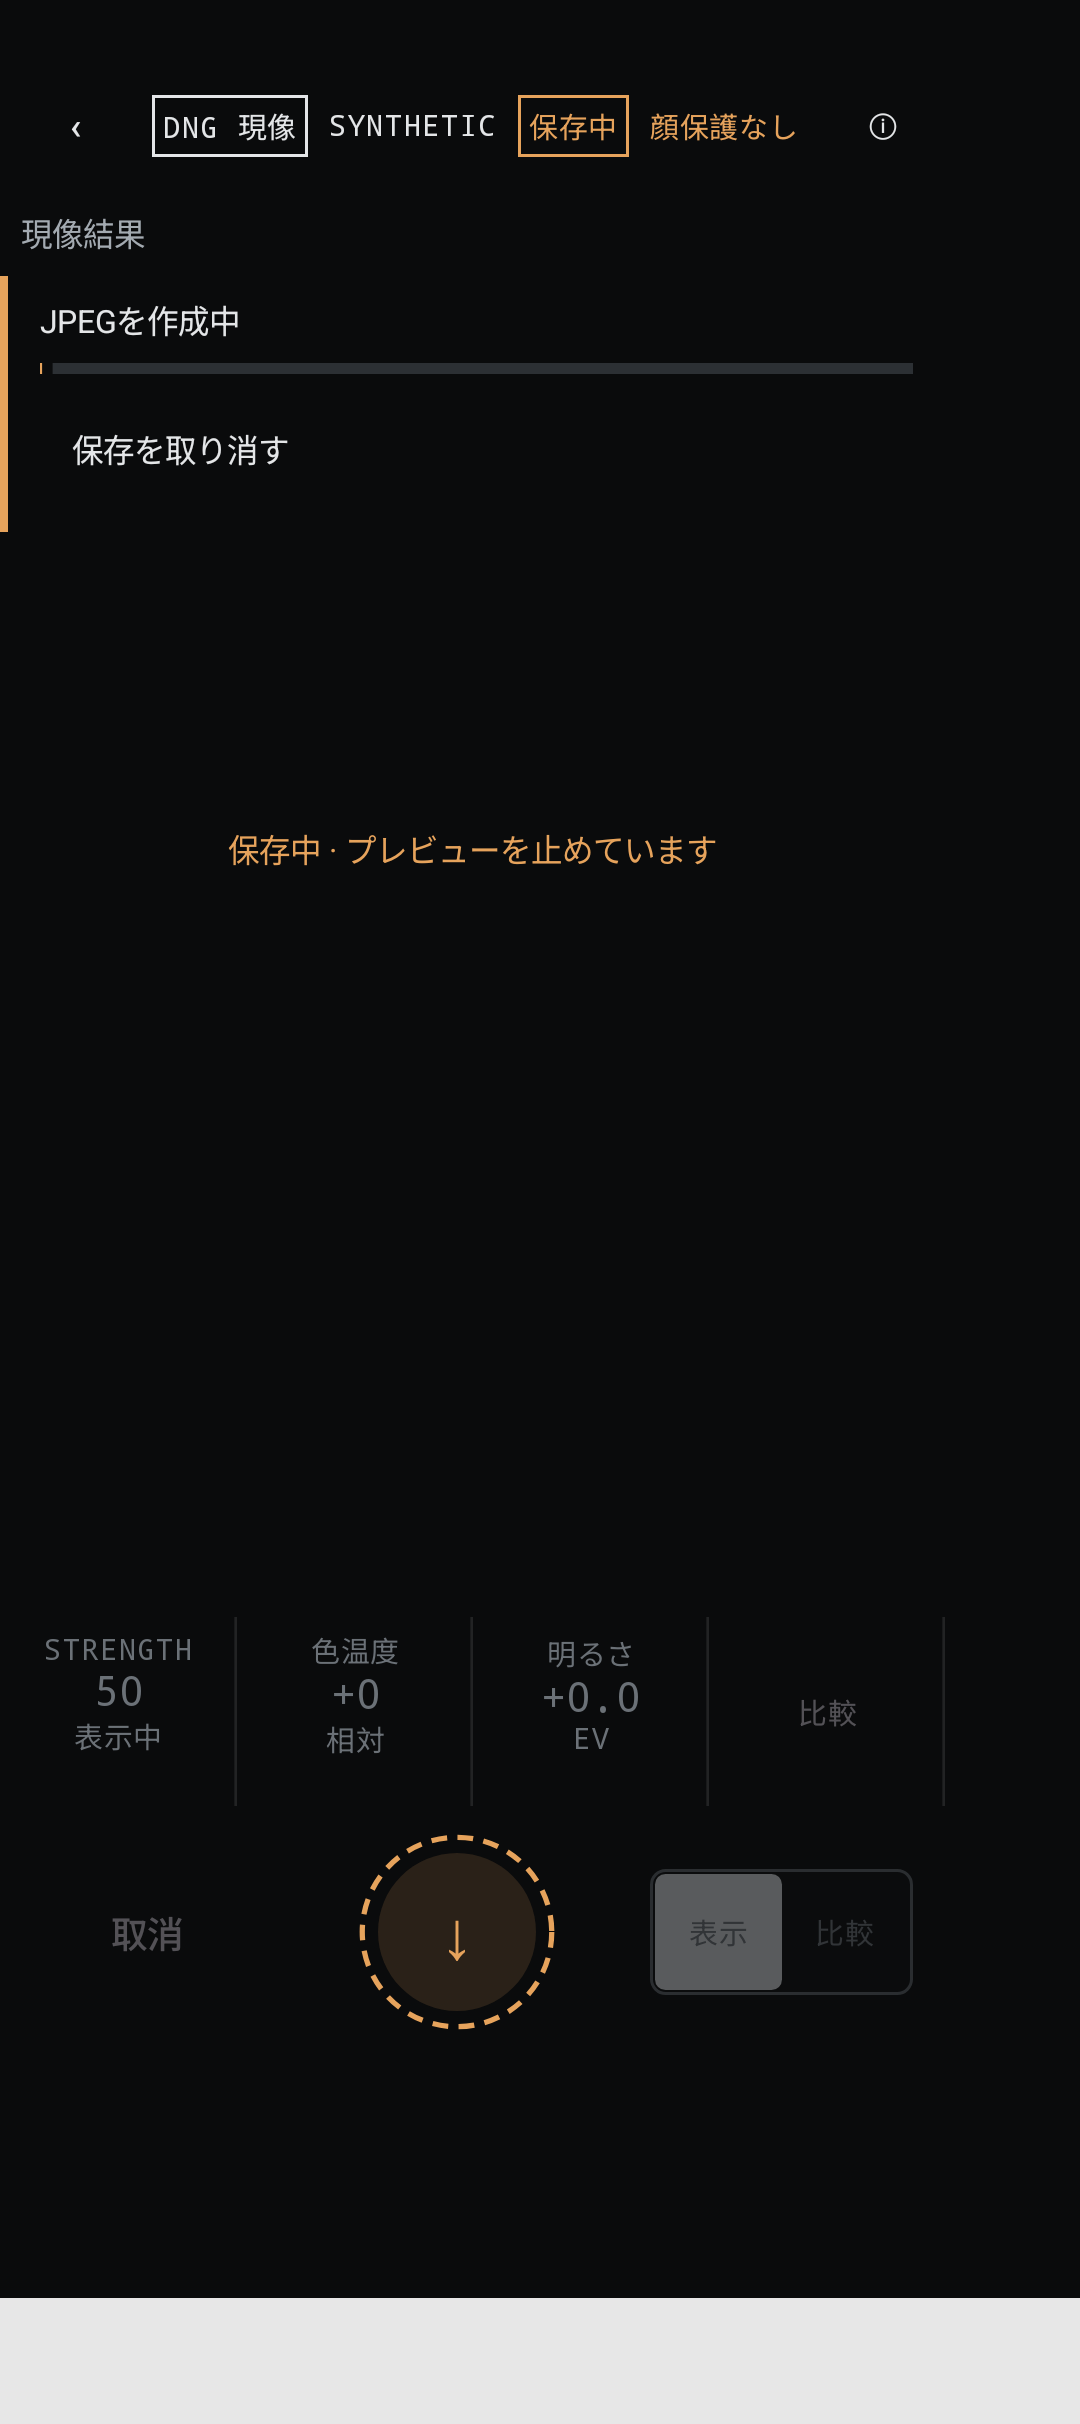 ‹ DNG 現像 SYNTHETIC 保存中 顔保護なし ⓘ
現像結果
JPEGを作成中
保存を取り消す
保存中 · プレビューを止めています
STRENGTH
50
表示中
色温度
+0
相対
明るさ
+0.0
EV
比較
取消
↓
表示 比較